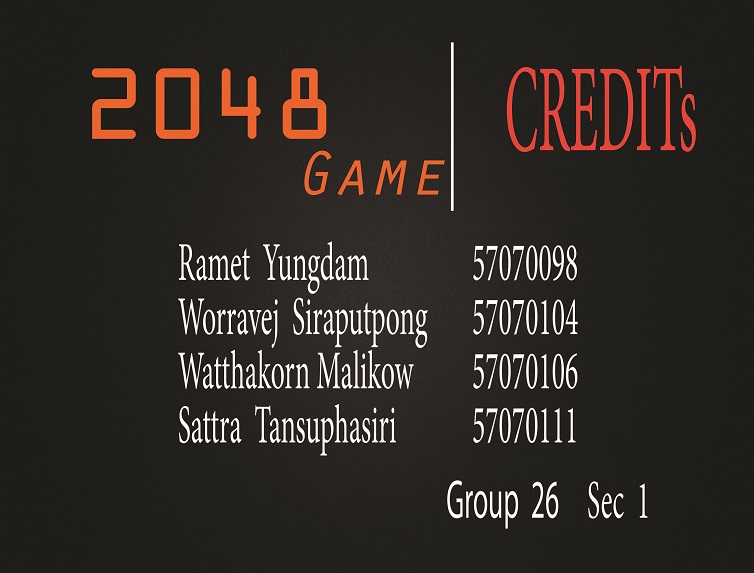 2048
GAME
CREDITs
Ramet Yungdam 57070098
Worravej Siraputpong 57070104
Watthakorn Malikow 57070106
Sattra Tansuphasiri 57070111
Group 26 Sec 1